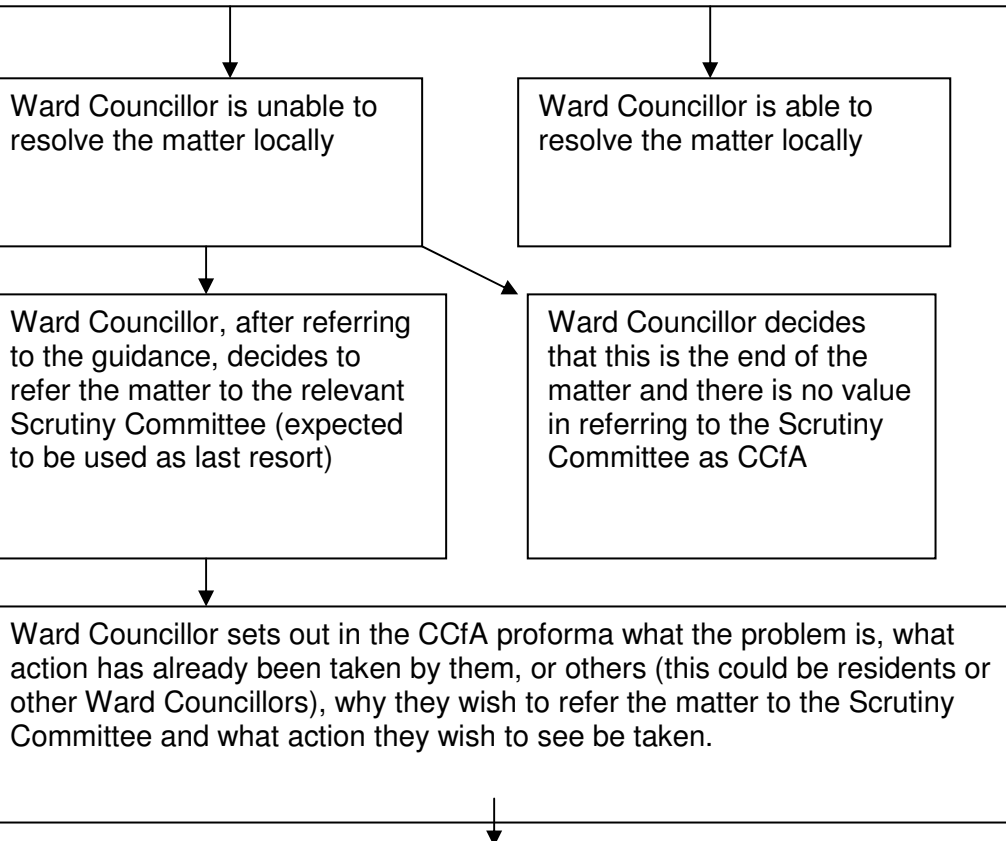 Ward Councillor is unable to
resolve the matter locally
Ward Councillor is able to
resolve the matter locally
Ward Councillor, after referring
to the guidance, decides to
refer the matter to the relevant
Scrutiny Committee (expected
to be used as last resort)
Ward Councillor decides
that this is the end of the
matter and there is no value
in referring to the Scrutiny
Committee as CCfA
Ward Councillor sets out in the CCfA proforma what the problem is, what
action has already been taken by them, or others (this could be residents or
other Ward Councillors), why they wish to refer the matter to the Scrutiny
Committee and what action they wish to see be taken.